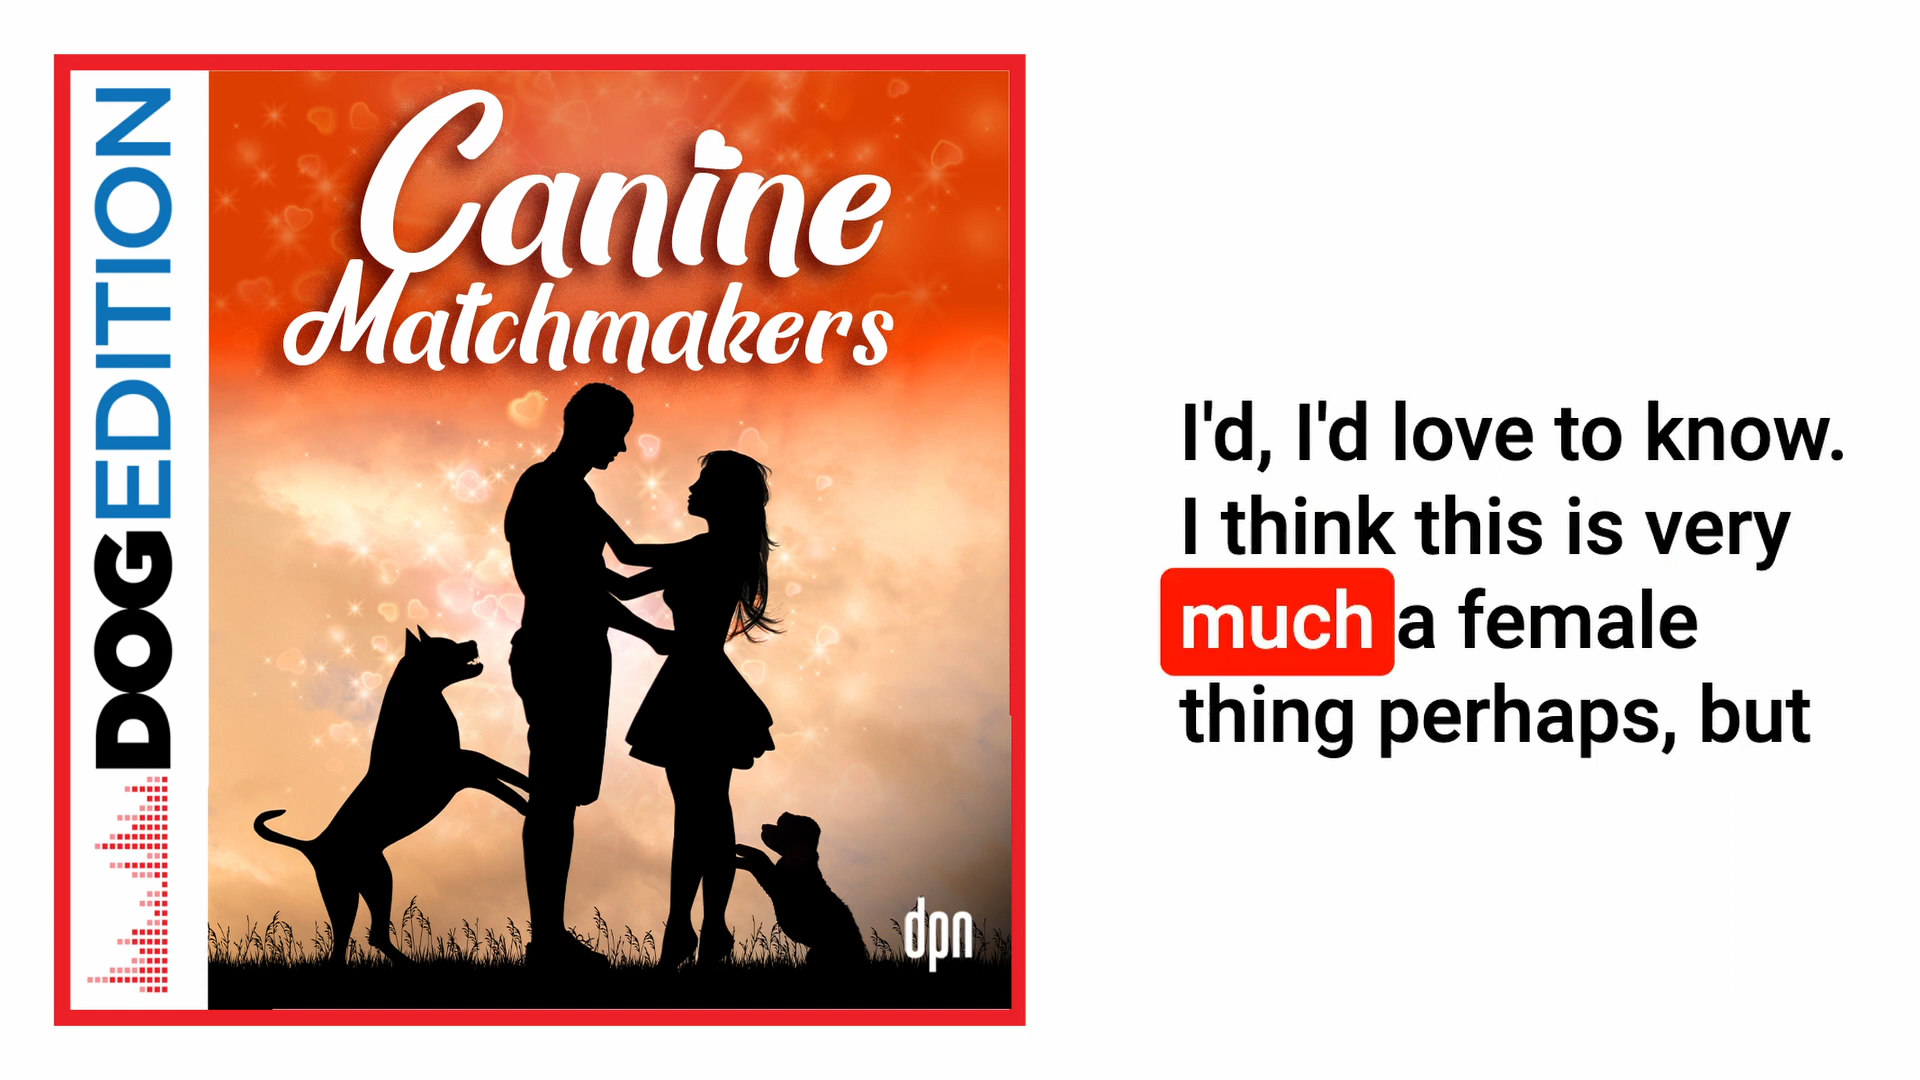 DOGEDITION
Canine
Matchmakers
dpn
I'd, I'd love to know.
I think this is very
much a female
thing perhaps, but